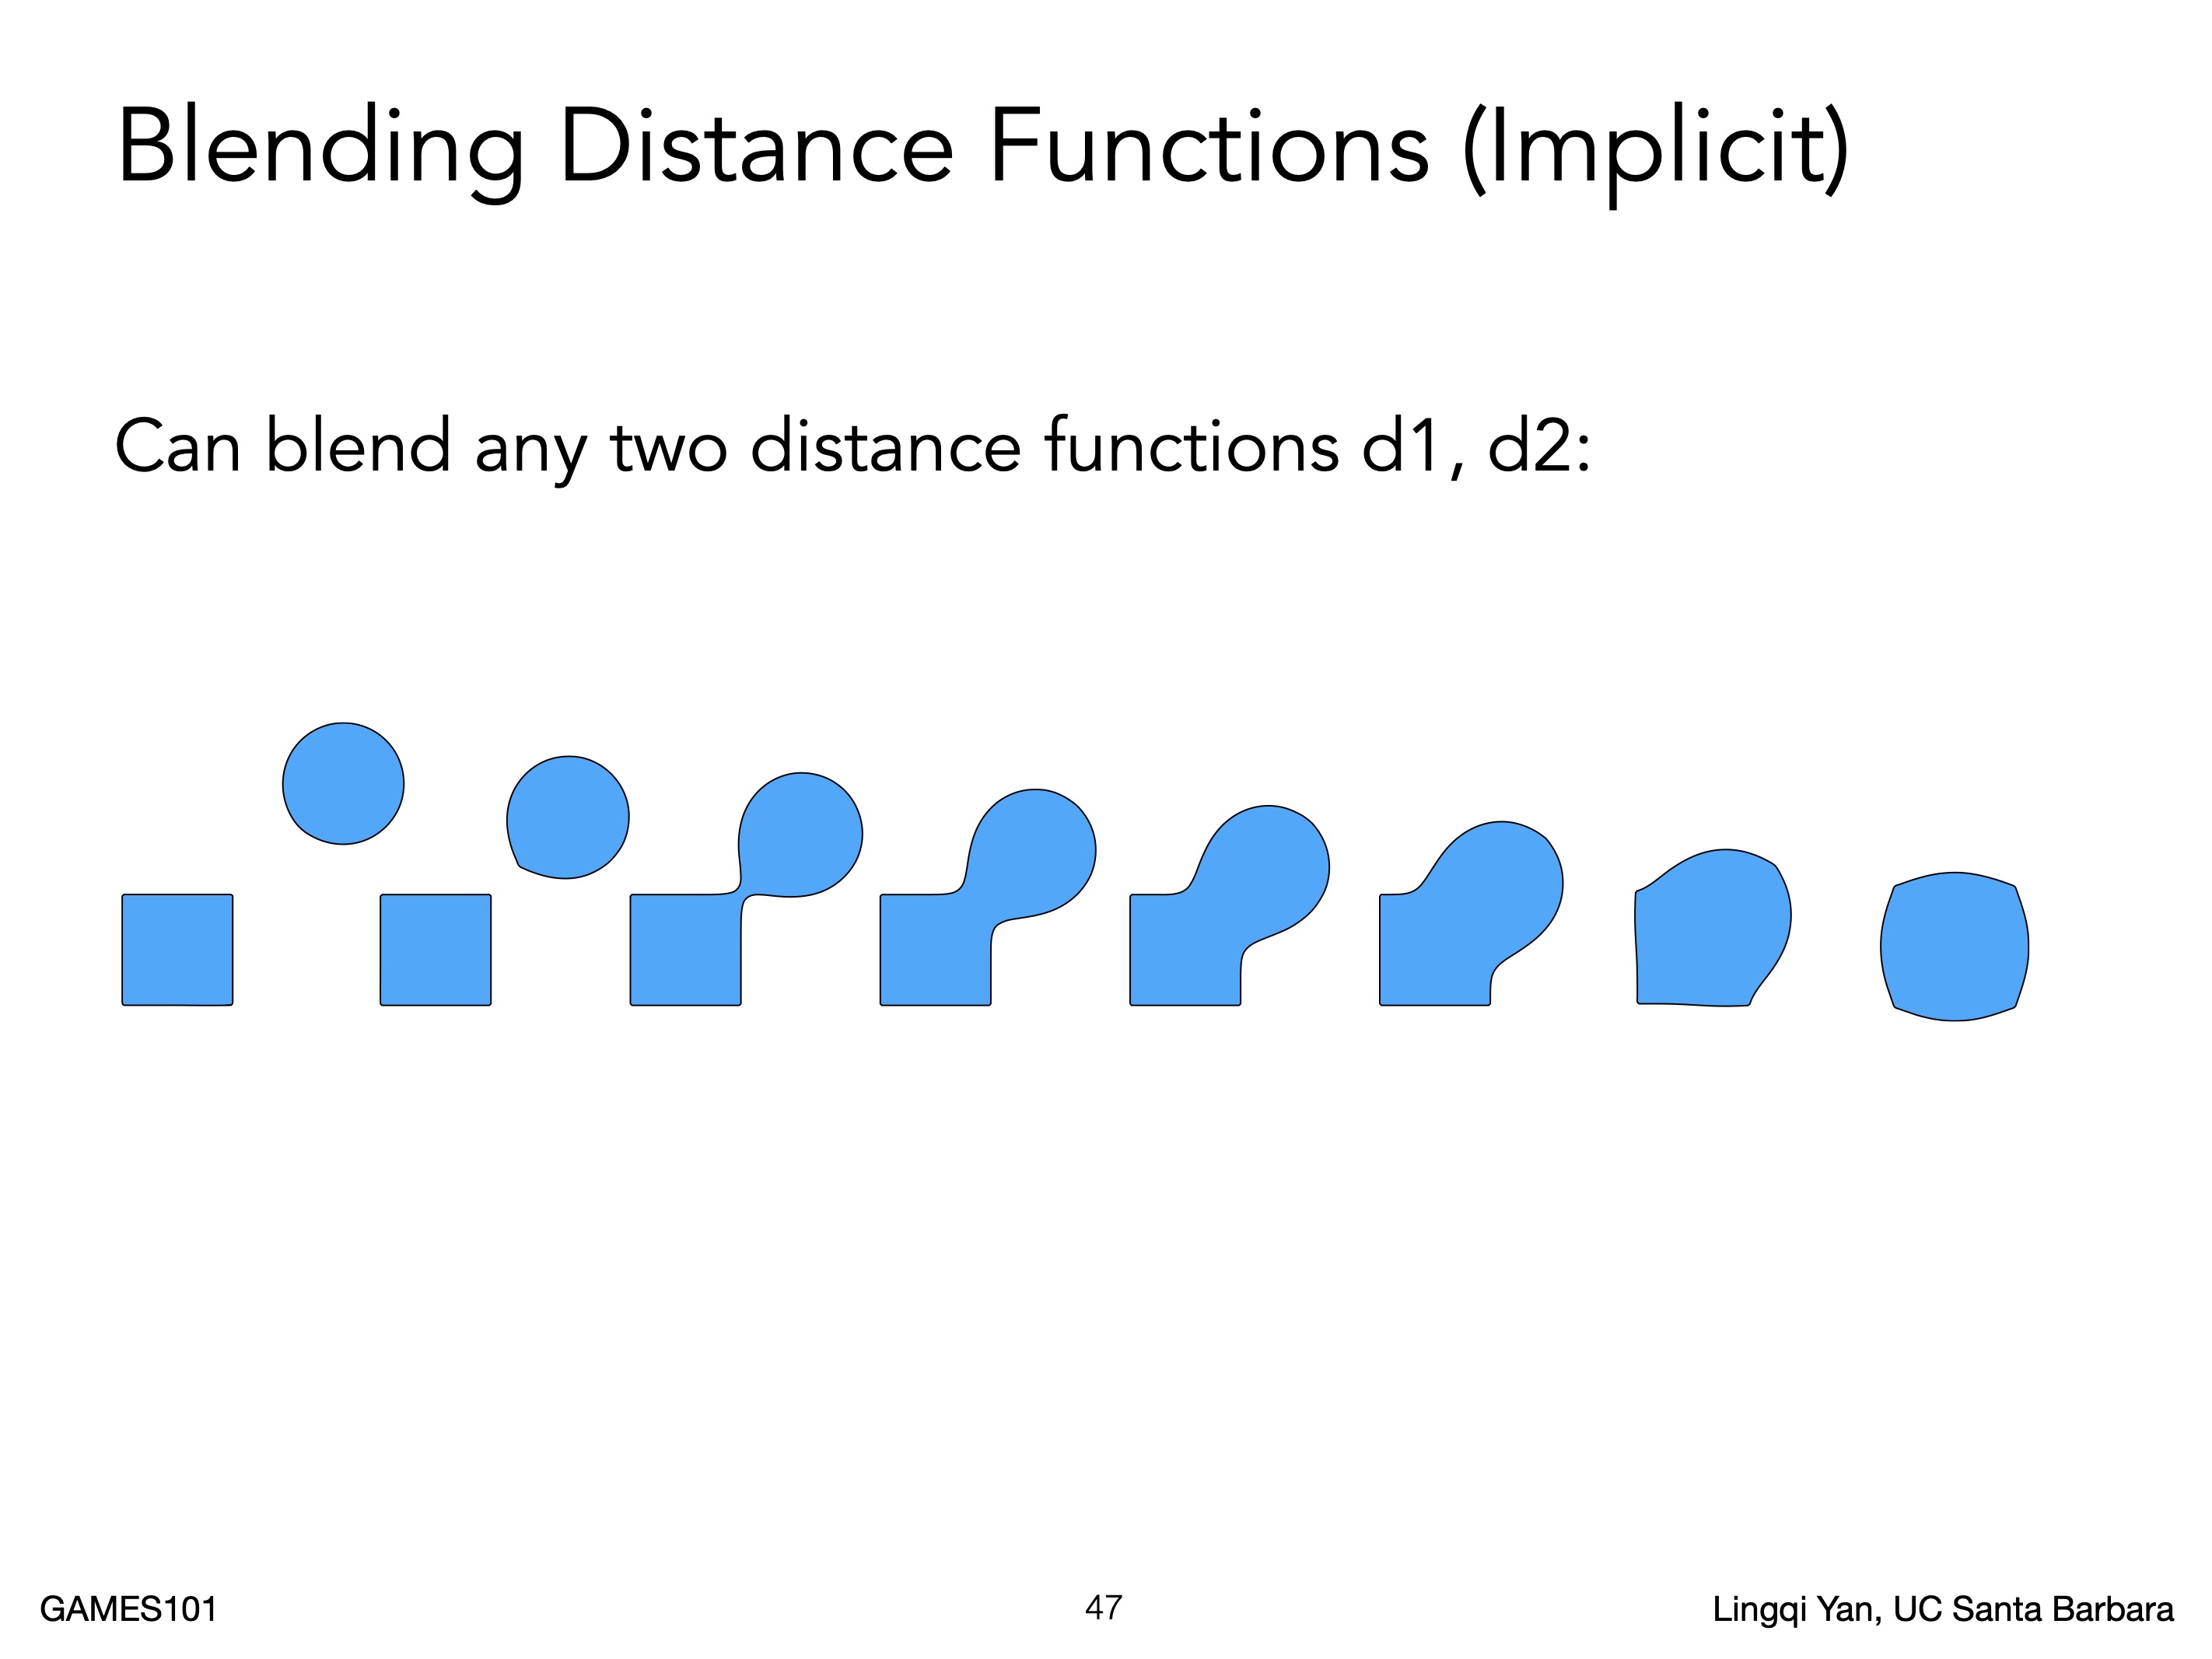 Blending Distance Functions (Implicit)
Can blend any two distance functions d1, d2:
GAMES101
47
Lingqi Yan, UC Santa Barbara